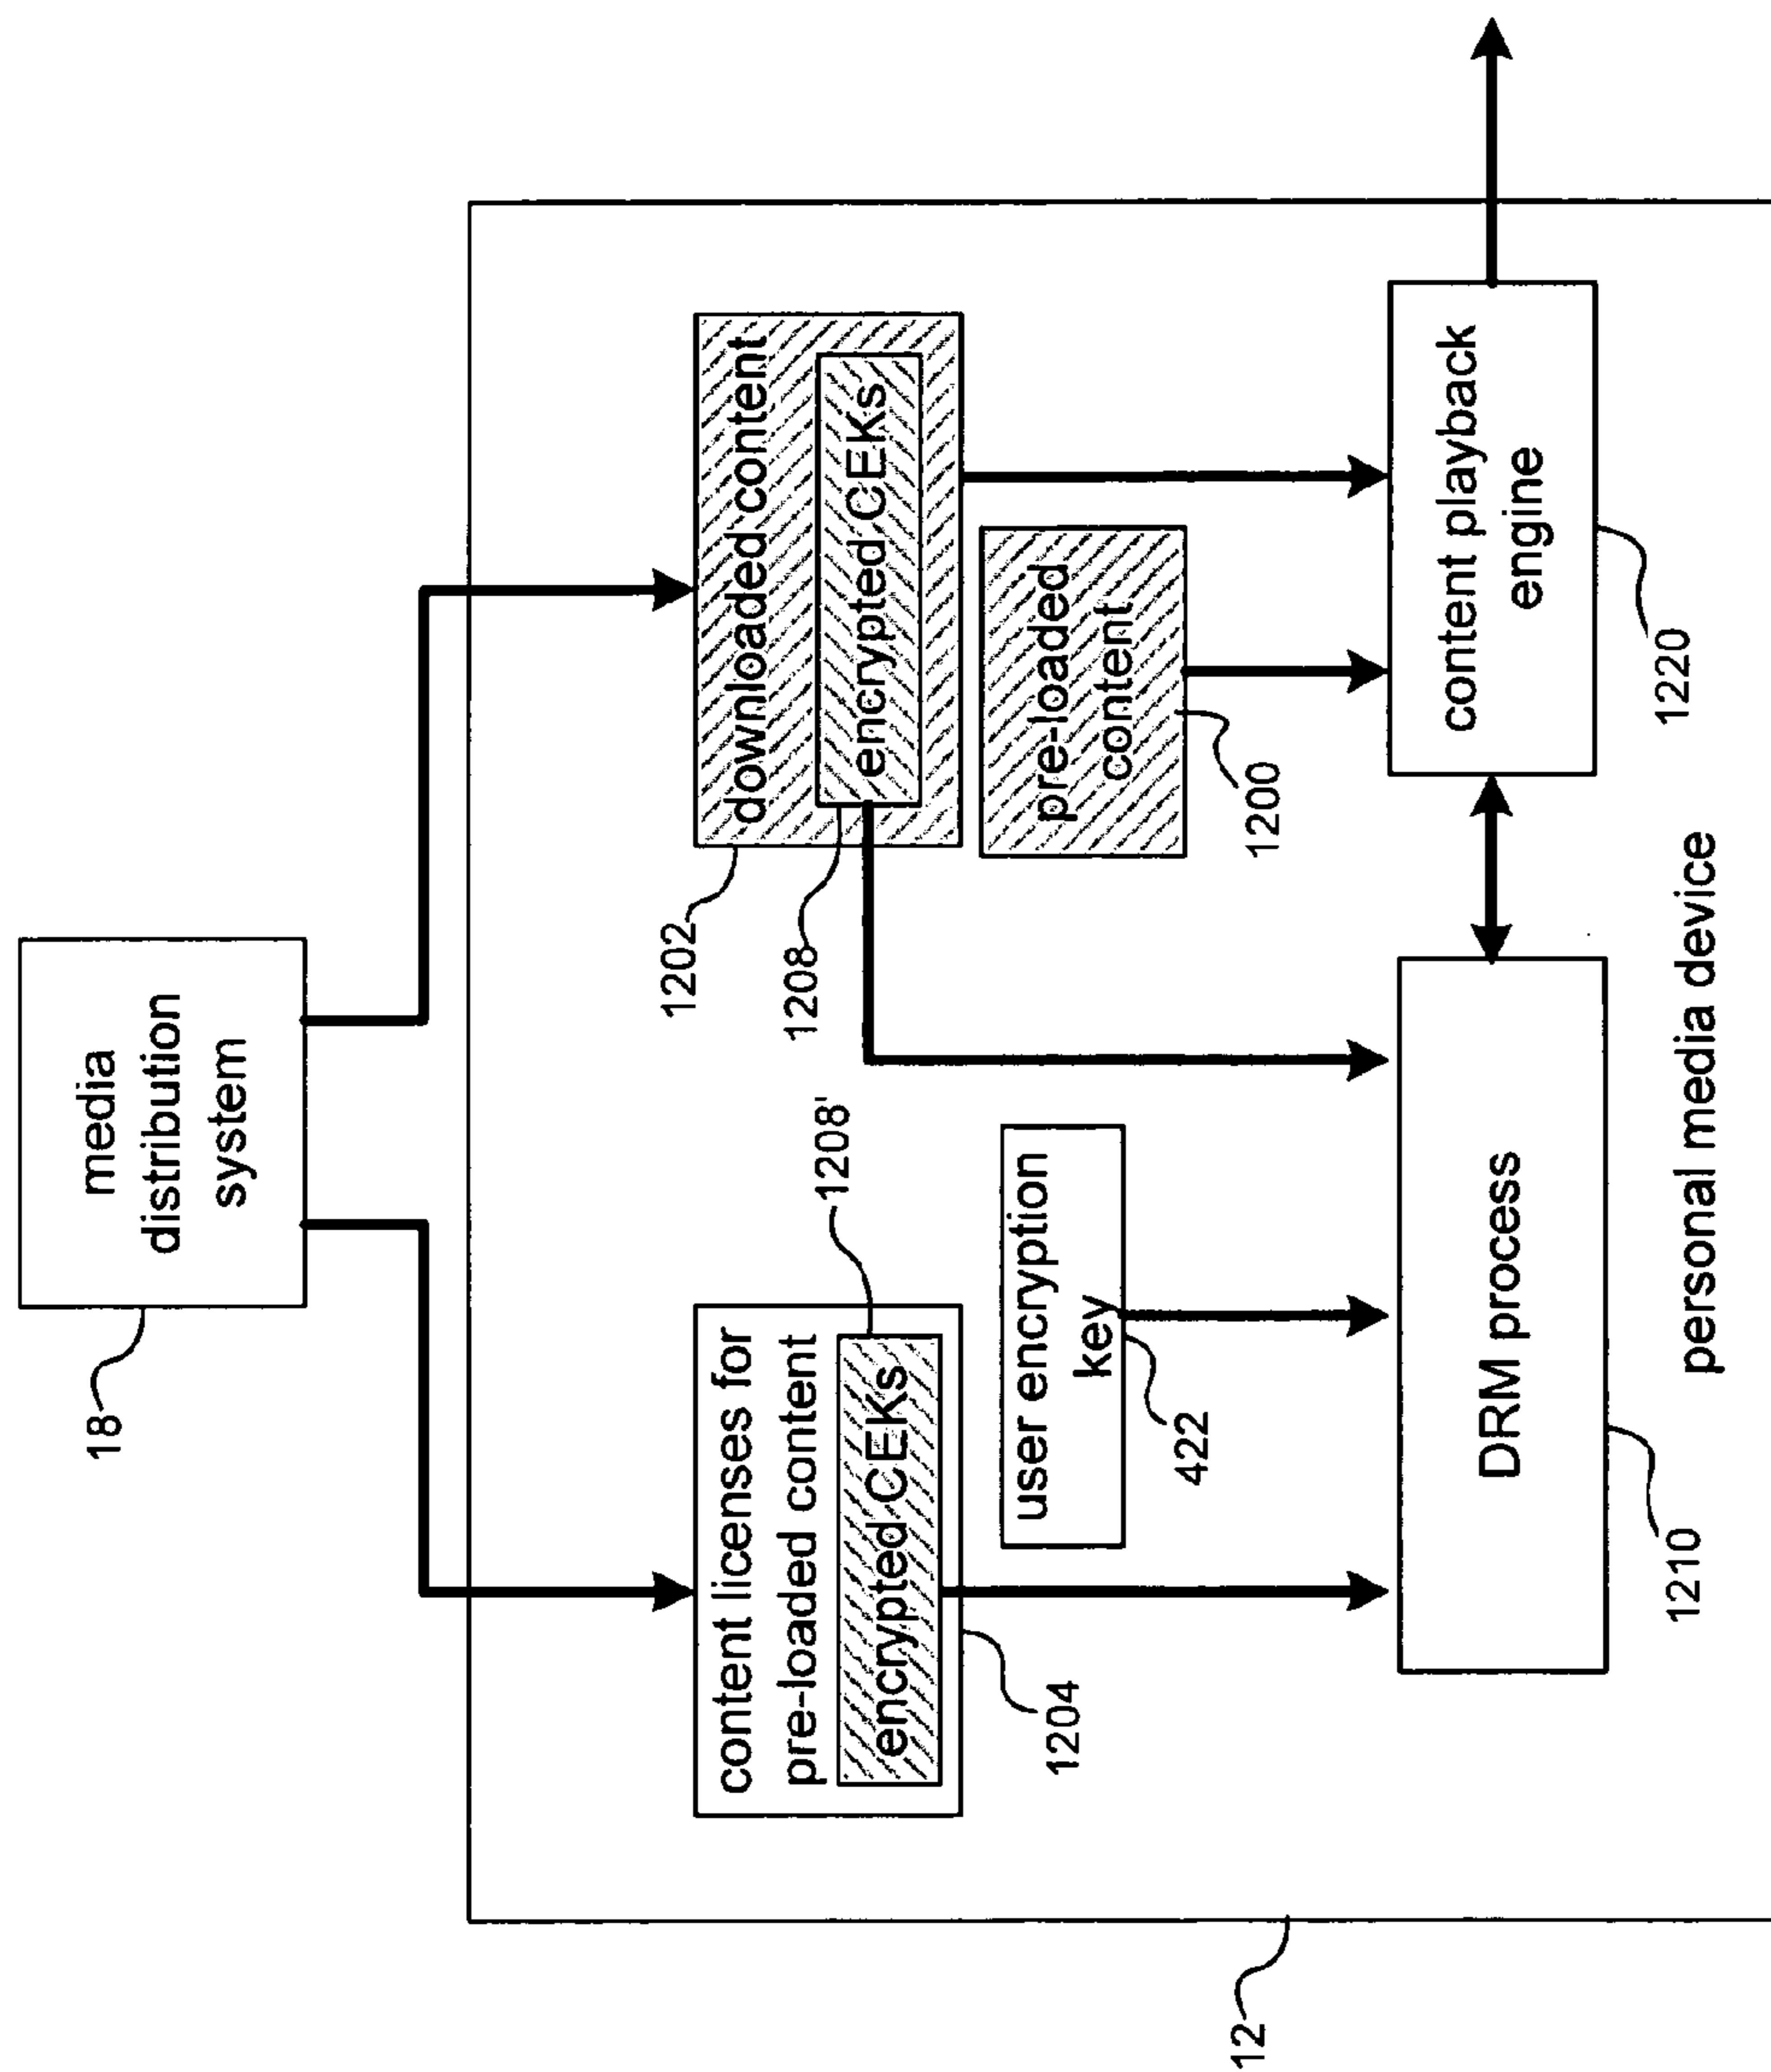 media
distribution
system
18
content licenses for
pre-loaded content
encrypted CEKs
1208'
1204
downloaded content
encrypted CEKs
1202
1208
user encryption
key
422
pre-loaded
content
1200
DRM process
1210
content playback
engine
1220
personal media device
12